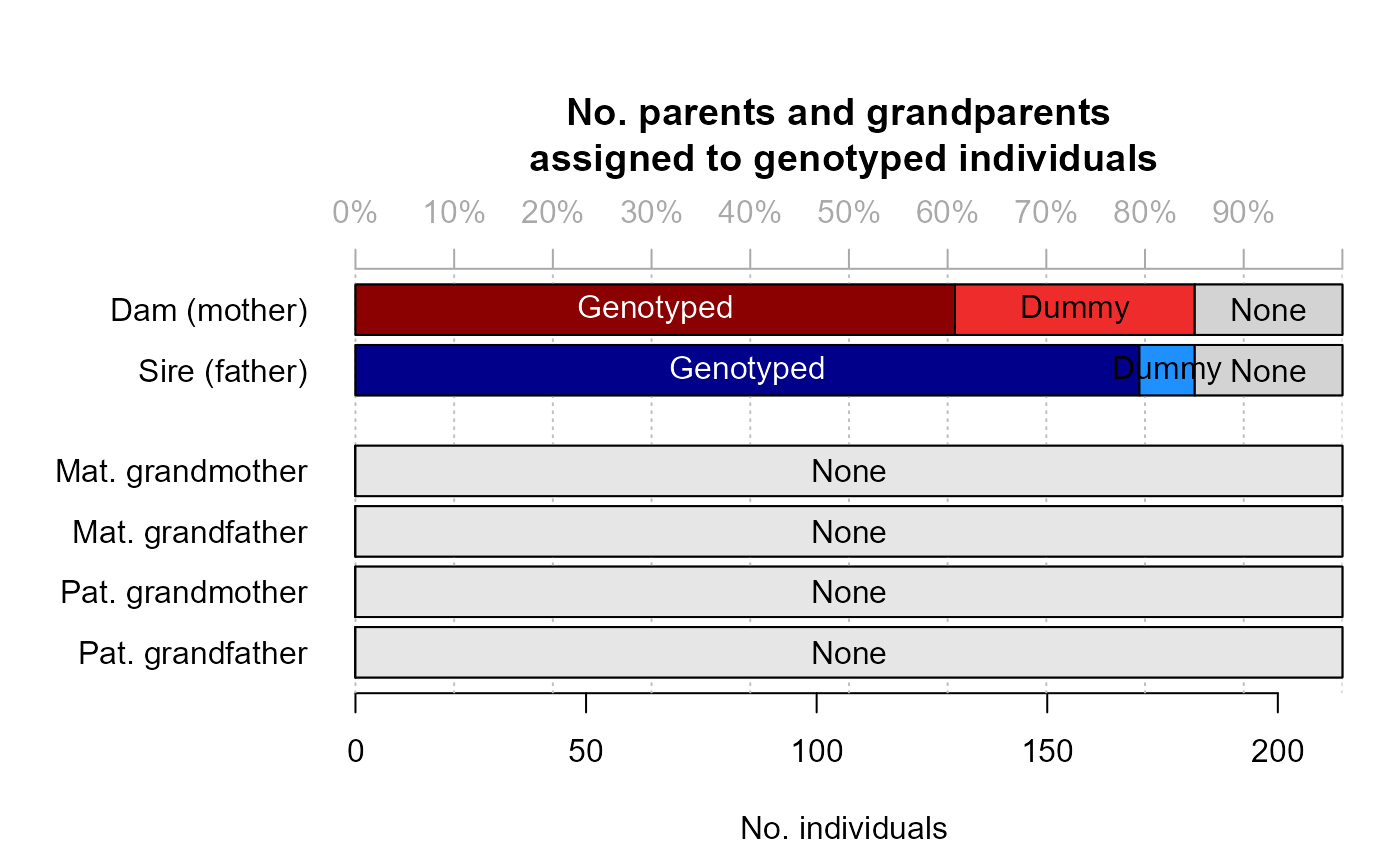 No. parents and grandparents
assigned to genotyped individuals
0% 10% 20% 30% 40% 50% 60% 70% 80% 90%
Dam (mother) Genotyped Dummy None
Sire (father) Genotyped Dummy None
Mat. grandmother None
Mat. grandfather None
Pat. grandmother None
Pat. grandfather None
0 50 100 150 200
No. individuals